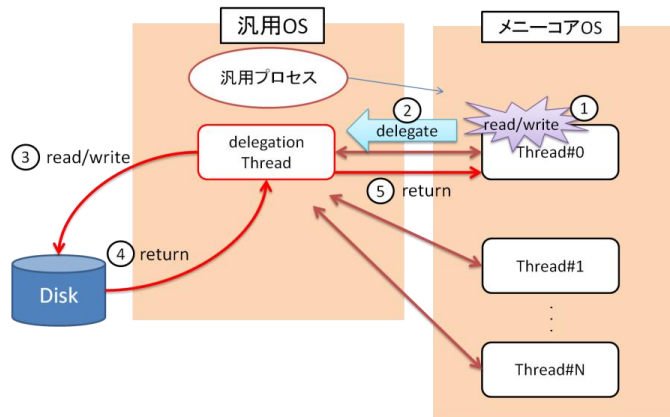 汎用OS
メニーコアOS
汎用プロセス
①
②
delegate
read/write
Thread#0
delegation
Thread
③ read/write
⑤ return
④ return
Disk
Thread#1
・・・
Thread#N